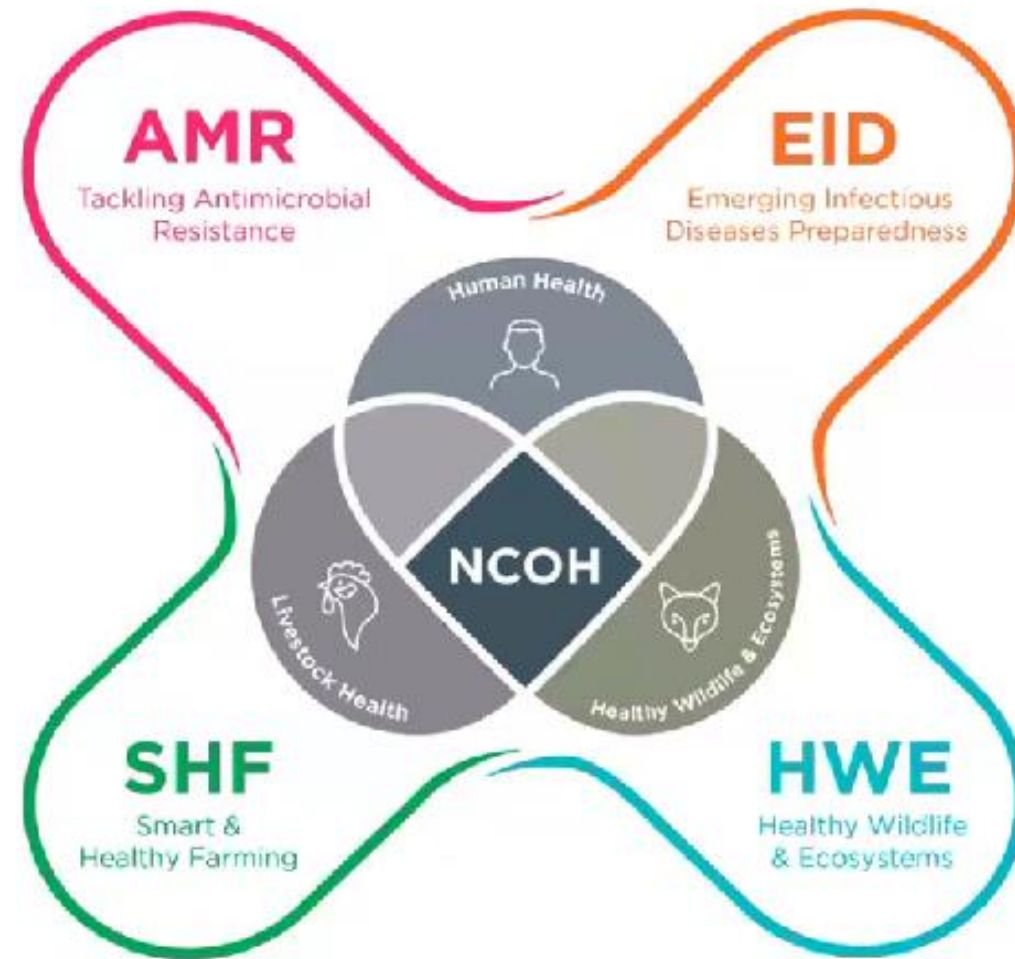 AMR
Tackling Antimicrobial
Resistance
EID
Emerging Infectious
Diseases Preparedness
Human Health
NCOH
Livestock Health
Healthy Wildlife & Ecosystems
SHF
Smart &
Healthy Farming
HWE
Healthy Wildlife
& Ecosystems